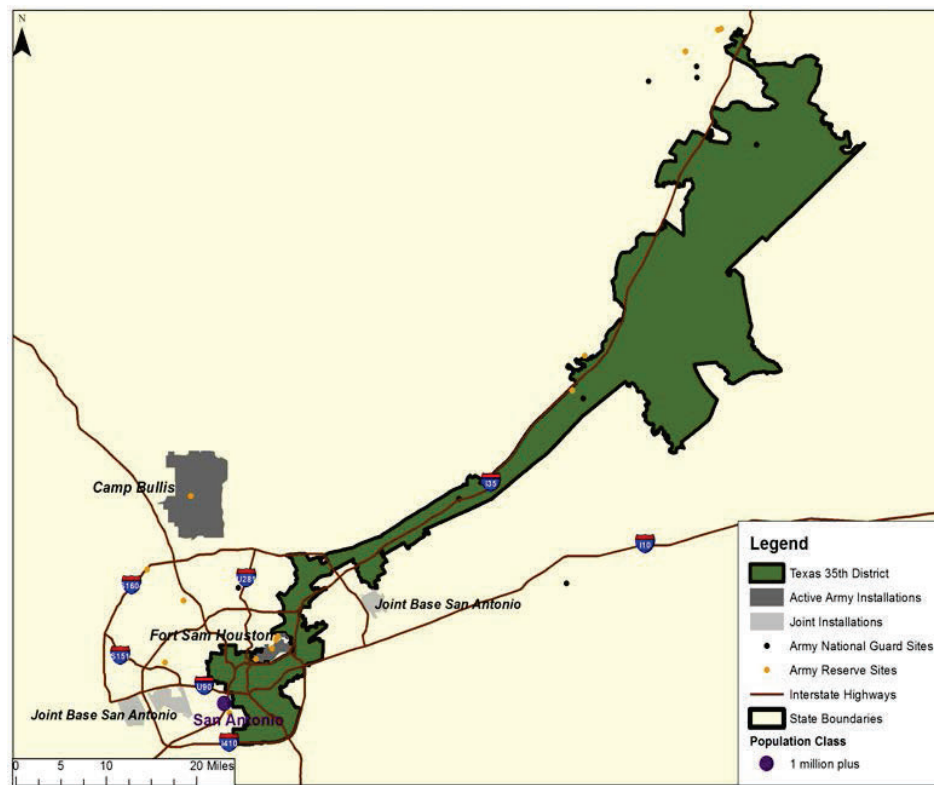 N
Camp Bullis
I35
I10
S160
U281
Joint Base San Antonio
Fort Sam Houston
S151
U90
Joint Base San Antonio
San Antonio
I410
0 5 10 20 Miles
Legend
Texas 35th District
Active Army Installations
Joint Installations
Army National Guard Sites
Army Reserve Sites
Interstate Highways
State Boundaries
Population Class
1 million plus